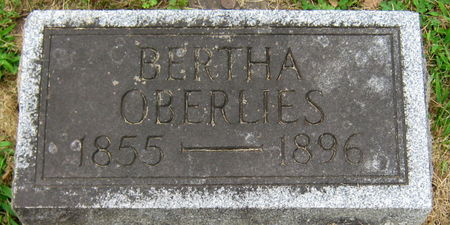 BERTHA
OBERLIES
1855 — 1896